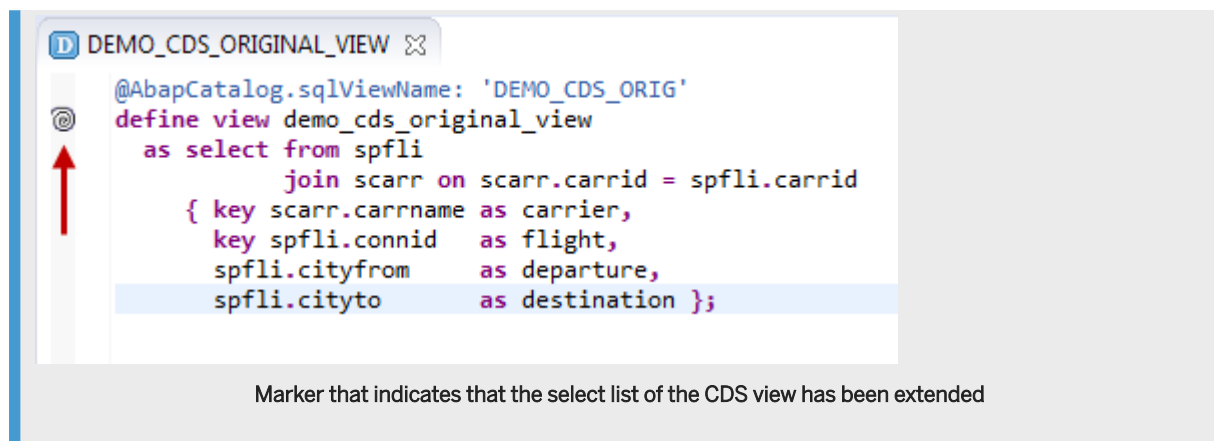 D DEMO_CDS_ORIGINAL_VIEW
@AbapCatalog.sqlViewName: 'DEMO_CDS_ORIG'
define view demo_cds_original_view
as select from spfli
join scarr on scarr.carrid = spfli.carrid
{ key scarr.carrname as carrier,
key spfli.connid as flight,
spfli.cityfrom as departure,
spfli.cityto as destination };
Marker that indicates that the select list of the CDS view has been extended